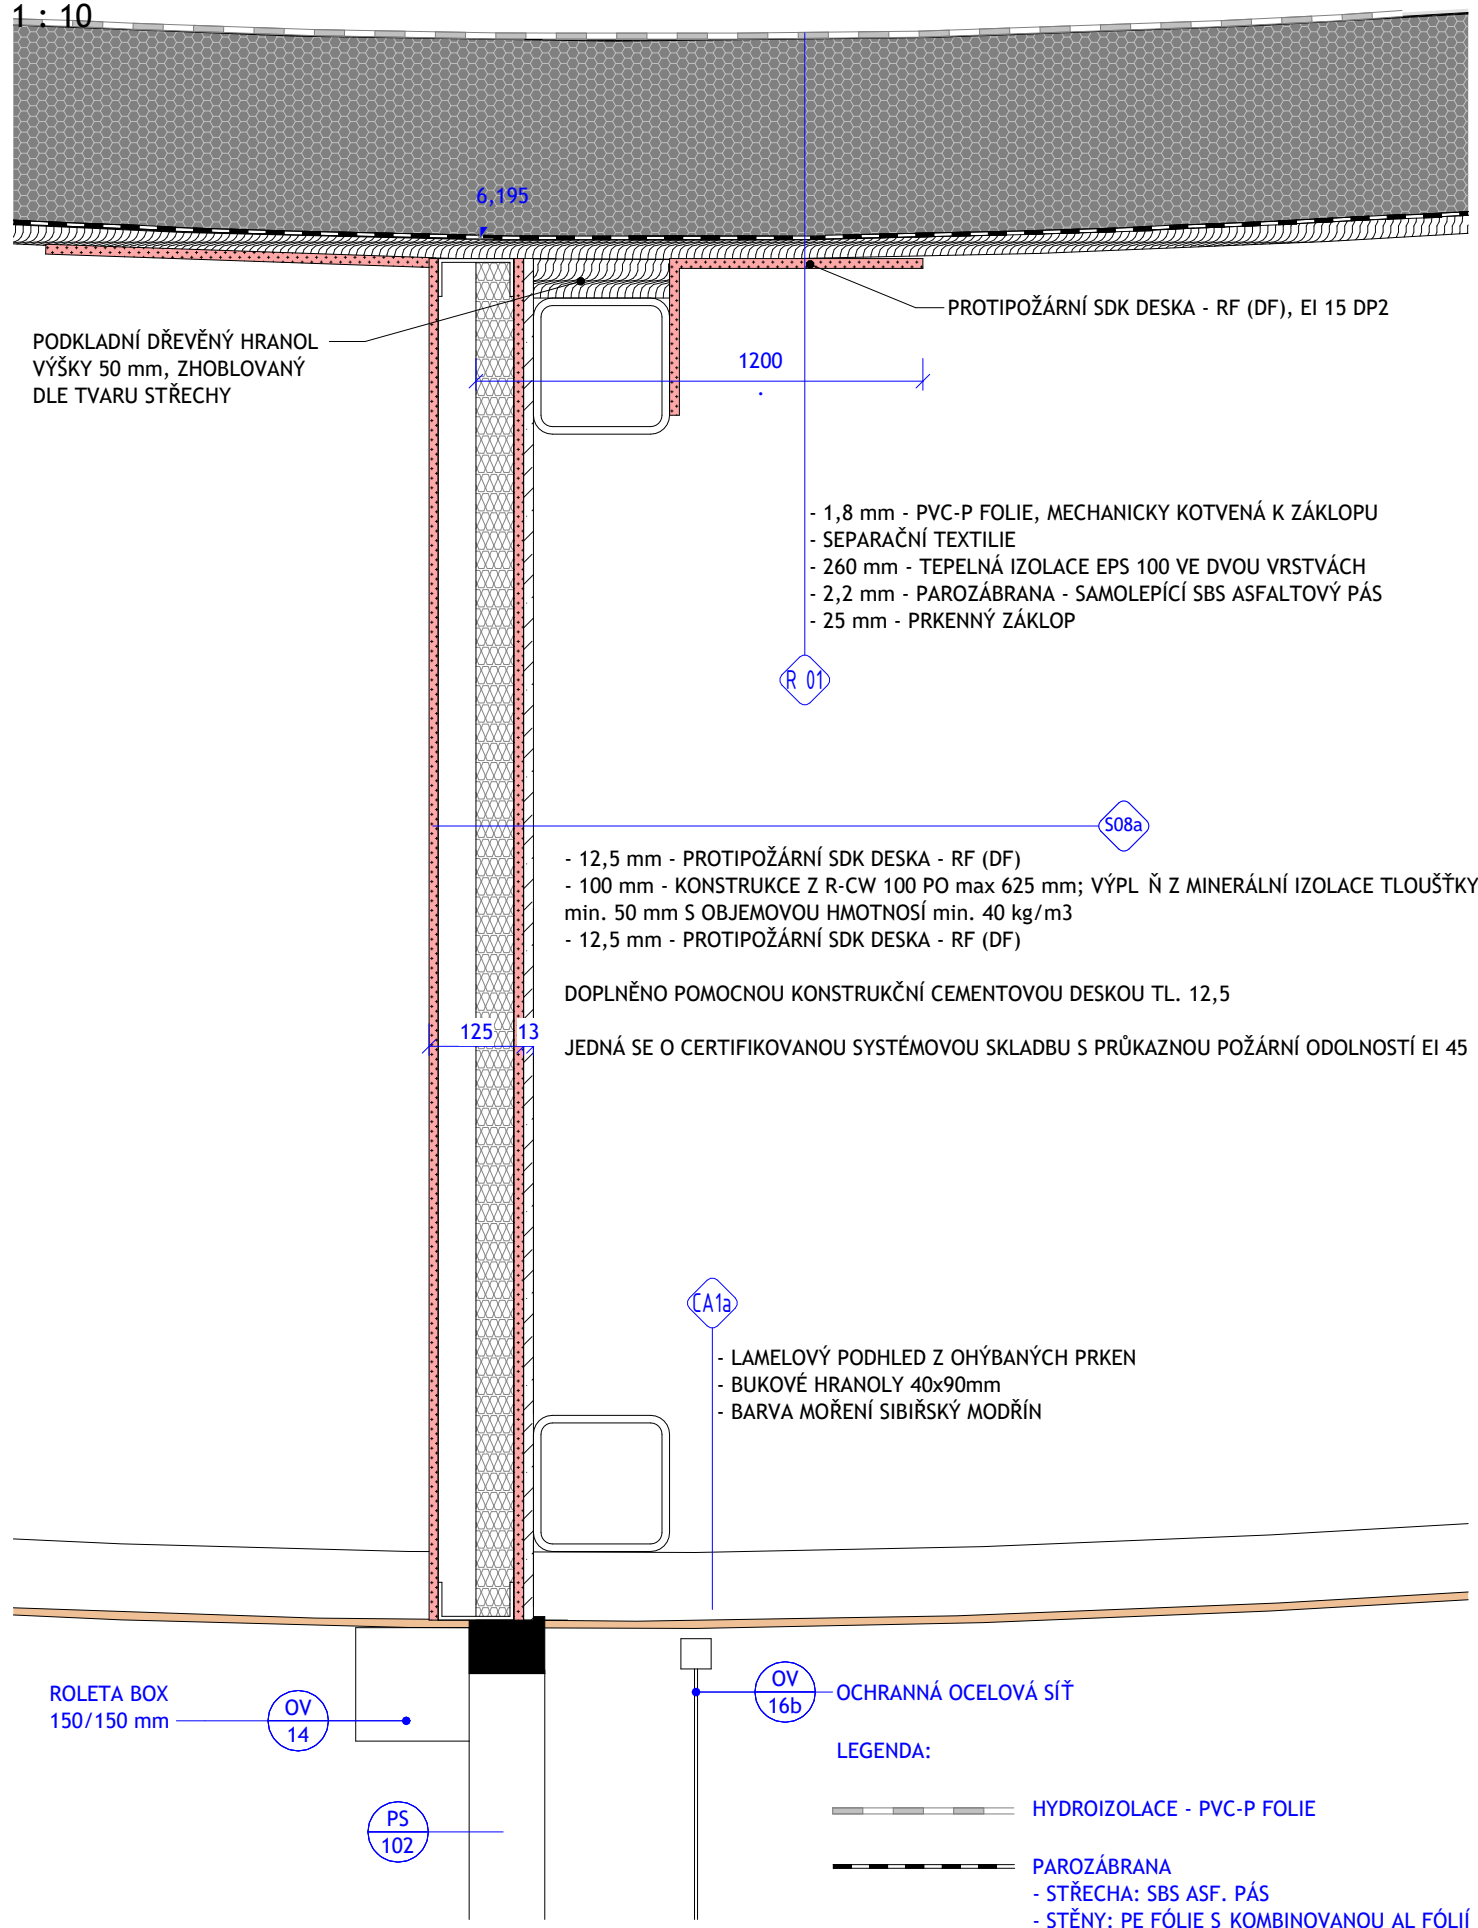 1 : 10
6,195
PROTIPOŽÁRNÍ SDK DESKA - RF (DF), EI 15 DP2
PODKLADNÍ DŘEVĚNÝ HRANOL
VÝŠKY 50 mm, ZHOBLOVANÝ
DLE TVARU STŘECHY
1200
- 1,8 mm - PVC-P FOLIE, MECHANICKY KOTVENÁ K ZÁKLOPU
- SEPARAČNÍ TEXTILIE
- 260 mm - TEPELNÁ IZOLACE EPS 100 VE DVOU VRSTVÁCH
- 2,2 mm - PAROZÁBRANA - SAMOLEPÍCÍ SBS ASFALTOVÝ PÁS
- 25 mm - PRKENNÝ ZÁKLOP
R 01
S08a
- 12,5 mm - PROTIPOŽÁRNÍ SDK DESKA - RF (DF)
- 100 mm - KONSTRUKCE Z R-CW 100 PO max 625 mm; VÝPL Ň Z MINERÁLNÍ IZOLACE TLOUŠŤKY
min. 50 mm S OBJEMOVOU HMOTNOSÍ min. 40 kg/m3
- 12,5 mm - PROTIPOŽÁRNÍ SDK DESKA - RF (DF)
DOPLNĚNO POMOCNOU KONSTRUKČNÍ CEMENTOVOU DESKOU TL. 12,5
125 13
JEDNÁ SE O CERTIFIKOVANOU SYSTÉMOVOU SKLADBU S PRŮKAZNOU POŽÁRNÍ ODOLNOSTÍ EI 45
CA1a
- LAMELOVÝ PODHLED Z OHÝBANÝCH PRKEN
- BUKOVÉ HRANOLY 40x90mm
- BARVA MOŘENÍ SIBIŘSKÝ MODŘÍN
ROLETA BOX
150/150 mm
OV
14
OV
16b
OCHRANNÁ OCELOVÁ SÍŤ
LEGENDA:
PS
102
HYDROIZOLACE - PVC-P FOLIE
PAROZÁBRANA
- STŘECHA: SBS ASF. PÁS
- STĚNY: PE FÓLIE S KOMBINOVANOU AL FÓLIÍ